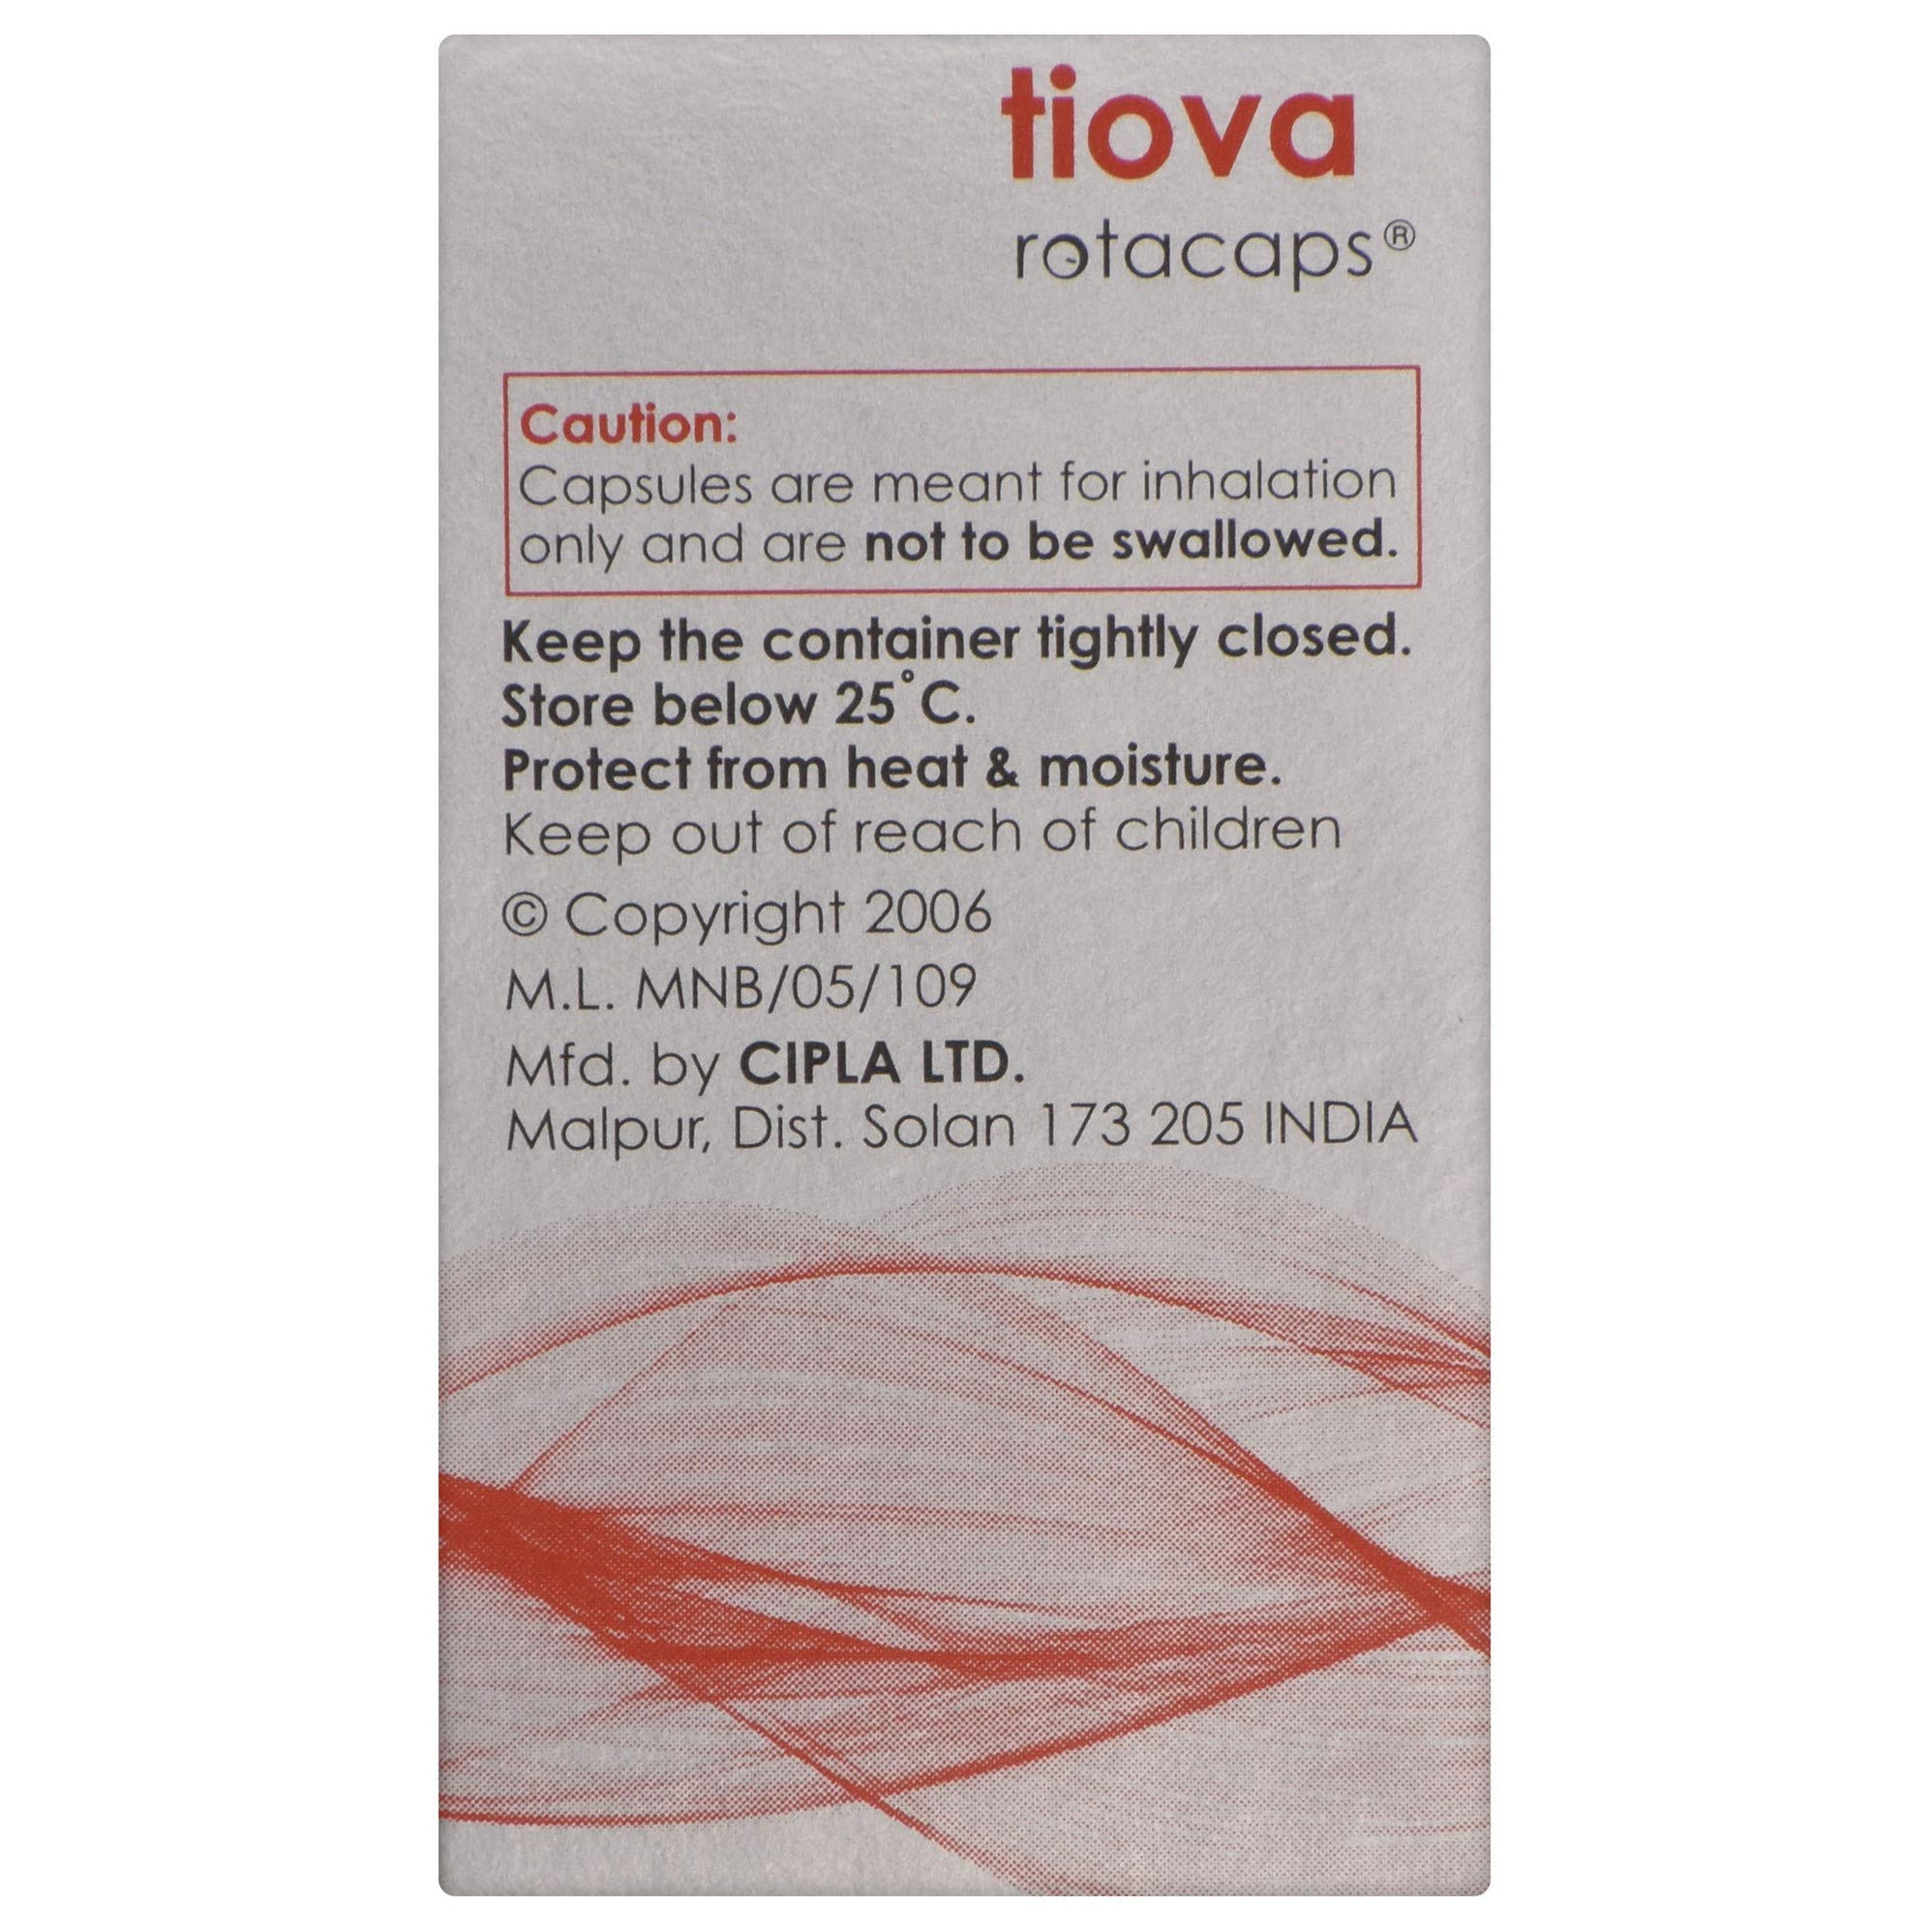 tiova
rotacaps®
Caution:
Capsules are meant for inhalation
only and are not to be swallowed.
Keep the container tightly closed.
Store below 25°C.
Protect from heat & moisture.
Keep out of reach of children
© Copyright 2006
M.L. MNB/05/109
Mfd. by CIPLA LTD.
Malpur, Dist. Solan 173 205 INDIA